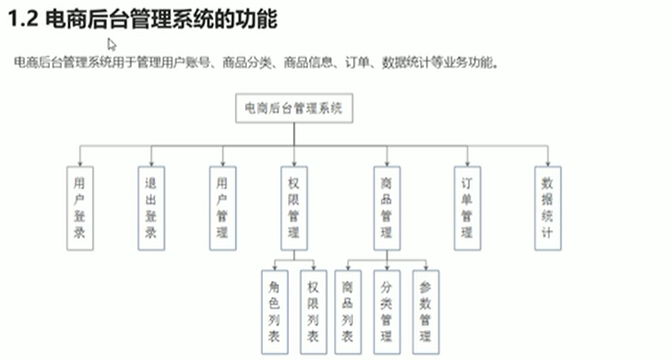 1.2 电商后台管理系统的功能
电商后台管理系统用于管理用户账号、商品分类、商品信息、订单、数据统计等业务功能。
电商后台管理系统
用户登录
退出登录
用户管理
权限管理
商品管理
订单管理
数据统计
角色列表
权限列表
商品列表
分类管理
参数管理